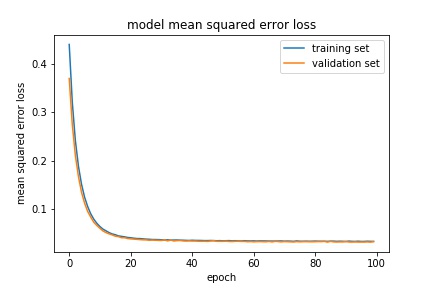 model mean squared error loss
training set
validation set
mean squared error loss
0.4
0.3
0.2
0.1
0 20 40 60 80 100
epoch